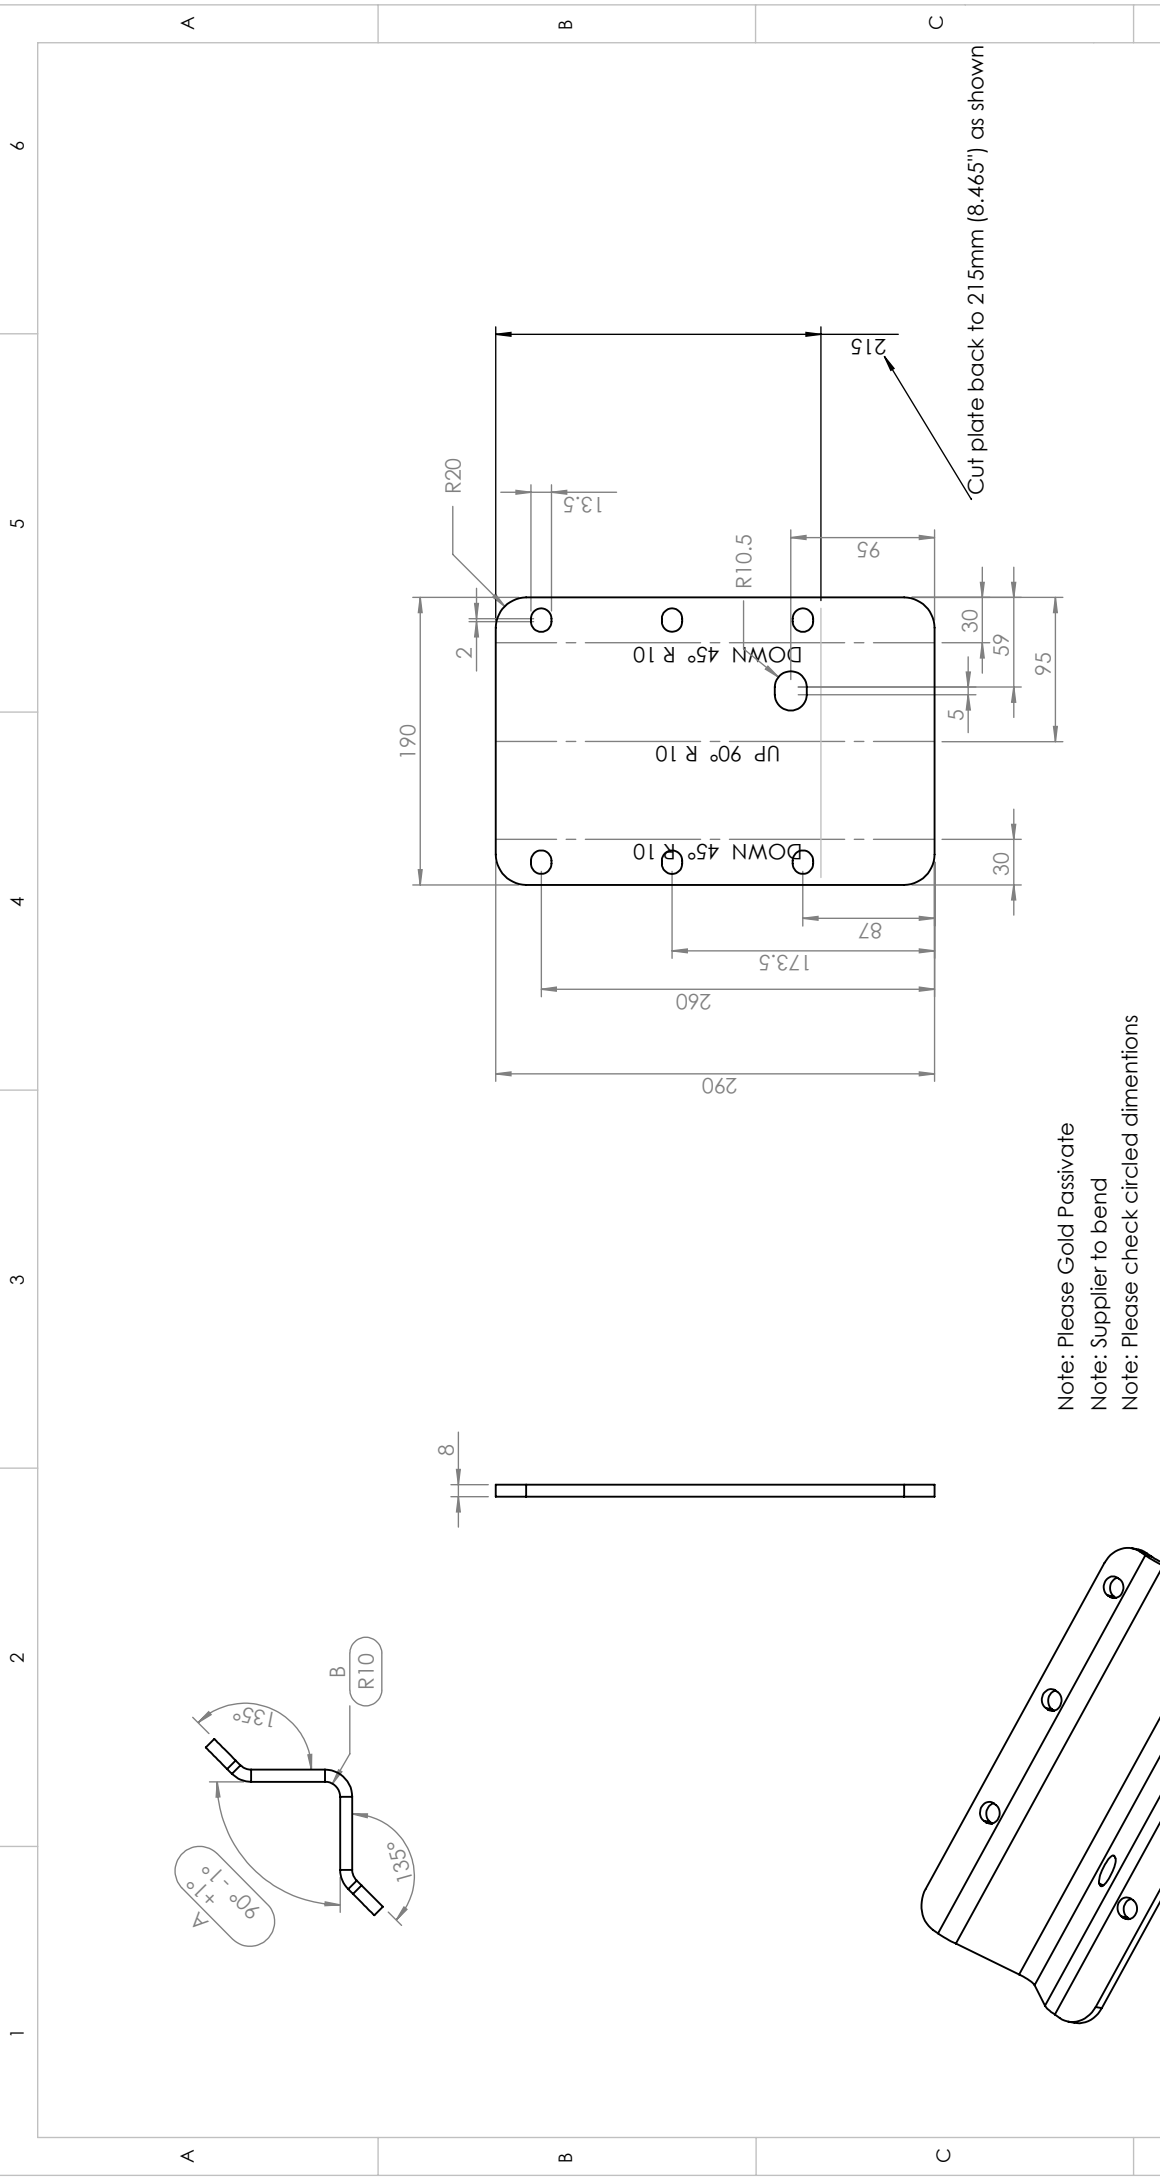 6
5
4
3
2
1
A
B
C
A
B
C
Cut plate back to 215mm (8.465") as shown
215
R20
13.5
2
R10.5
95
190
DOWN 45° R 10
UP 90° R 10
DOWN 45° R 10
30
59
95
5
30
87
173.5
260
290
8
135°
B
R10
A +1°
90° -1°
135°
Note: Please Gold Passivate
Note: Supplier to bend
Note: Please check circled dimentions